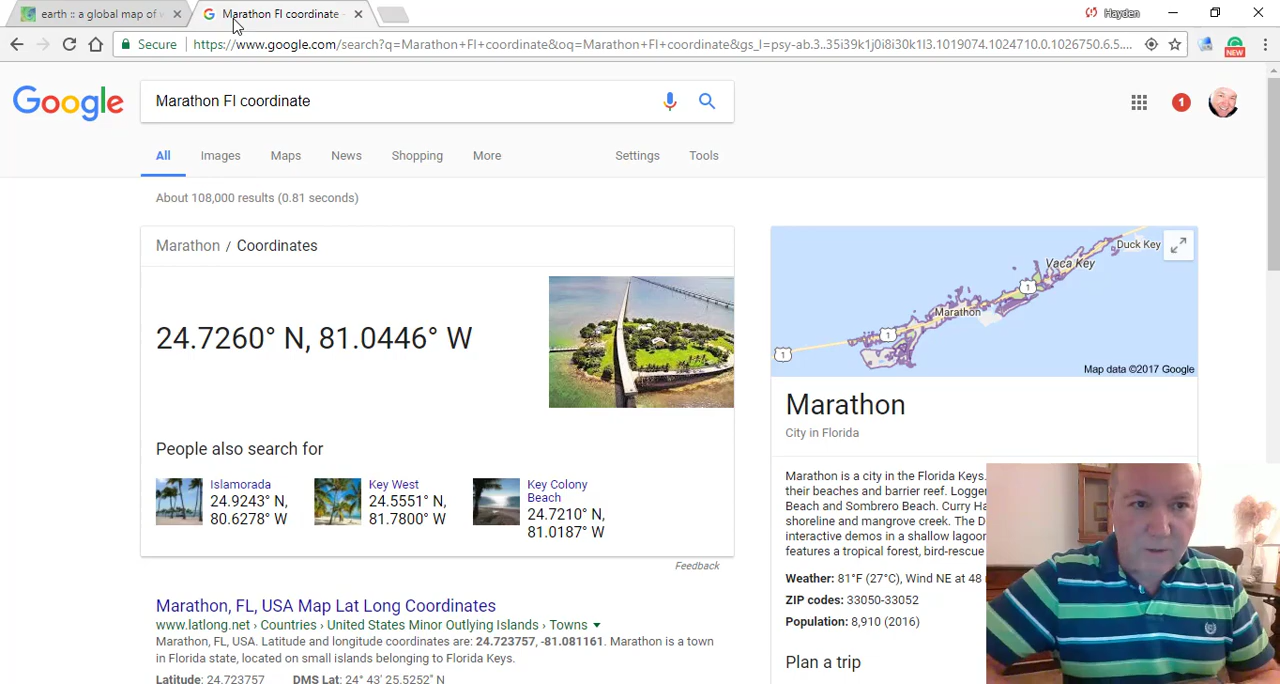 earth :: a global map of
Marathon Fl coordinate
Hayden
Secure
https://www.google.com/search?q=Marathon+Fl+coordinate&oq=Marathon+Fl+coordinate&gs_l=psy-ab.3..35i39k1j0i8i30k1l3.1019074.1024710.0.1026750.6.5....
NEW
Google
Marathon Fl coordinate
1
All
Images
Maps
News
Shopping
More
Settings
Tools
About 108,000 results (0.81 seconds)
Marathon / Coordinates
24.7260° N, 81.0446° W
People also search for
Islamorada
24.9243° N,
80.6278° W
Key West
24.5551° N,
81.7800° W
Key Colony
Beach
24.7210° N,
81.0187° W
Feedback
Marathon, FL, USA Map Lat Long Coordinates
www.latlong.net › Countries › United States Minor Outlying Islands › Towns
Marathon, FL, USA. Latitude and longitude coordinates are: 24.723757, -81.081161. Marathon is a town
in Florida state, located on small islands belonging to Florida Keys.
Latitude: 24.723757 DMS Lat: 24° 43' 25.5252'' N
Duck Key
Vaca Key
1
Marathon
1
1
Map data ©2017 Google
Marathon
City in Florida
Marathon is a city in the Florida Keys.
their beaches and barrier reef. Logger
Beach and Sombrero Beach. Curry Ha
shoreline and mangrove creek. The D
interactive demos in a shallow lagoon
features a tropical forest, bird-rescue
Weather: 81°F (27°C), Wind NE at 48
ZIP codes: 33050-33052
Population: 8,910 (2016)
Plan a trip